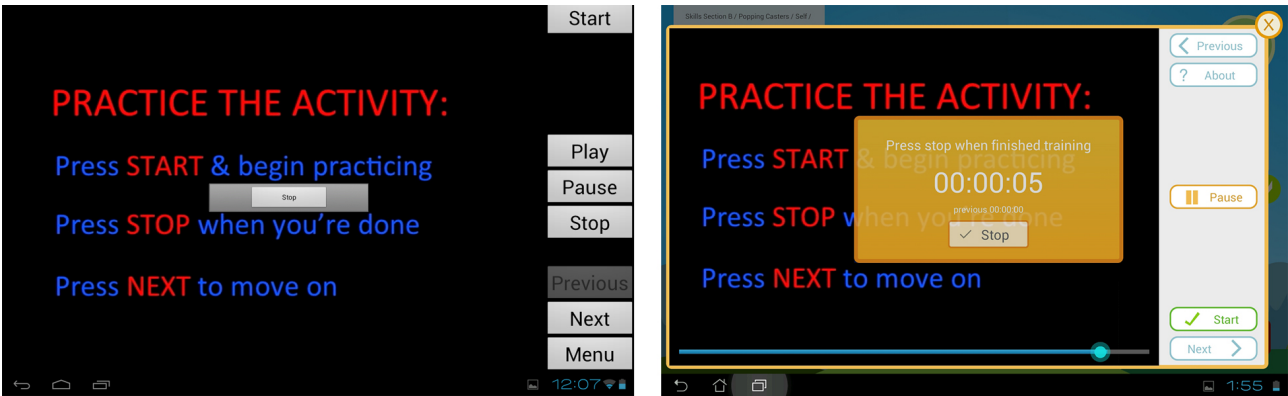 Start
PRACTICE THE ACTIVITY:
Press START & begin practicing
Stop
Press STOP when you're done
Press NEXT to move on
Play
Pause
Stop
Previous
Next
Menu
12:07
Skills Section B / Popping Casters / Self /
X
Previous
? About
PRACTICE THE ACTIVITY:
Press START & begin practicing
Press stop when finished training
00:00:05
previous 00:00:00
Stop
Press STOP when you're done
Press NEXT to move on
Pause
Start
Next
1:55